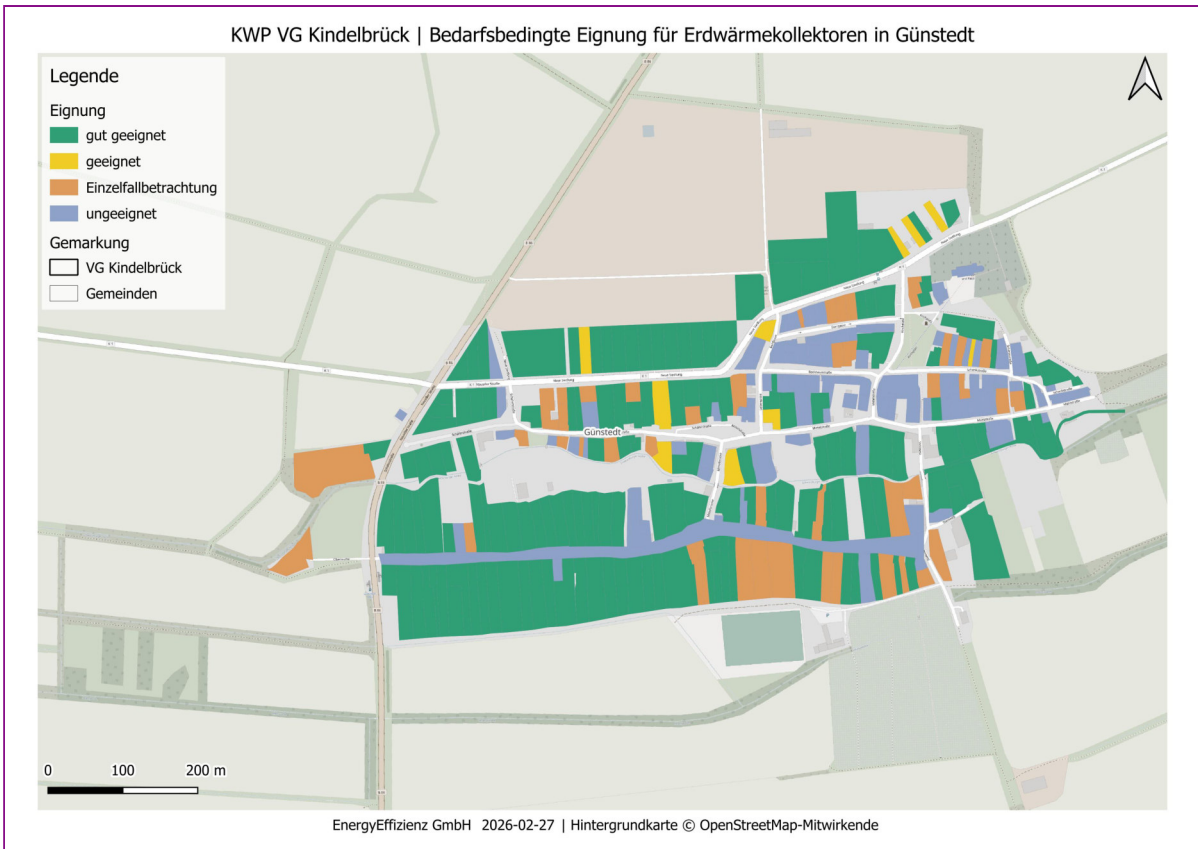 KWP VG Kindelbrück | Bedarfsbedingte Eignung für Erdwärmekollektoren in Günstedt
Legende
Eignung
gut geeignet
geeignet
Einzelfallbetrachtung
ungeeignet
Gemarkung
VG Kindelbrück
Gemeinden
Günstedt
0 100 200 m
EnergyEffizienz GmbH 2026-02-27 | Hintergrundkarte © OpenStreetMap-Mitwirkende